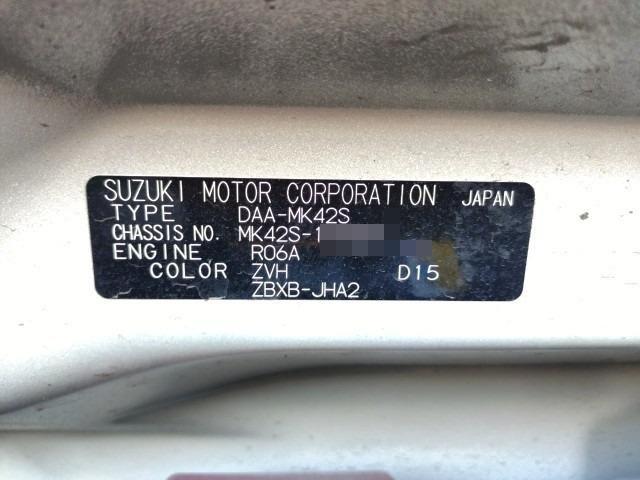 SUZUKI MOTOR CORPORATION JAPAN
TYPE DAA-MK42S
CHASSIS NO. MK42S-1
ENGINE R06A
COLOR ZVH D15
ZBXB-JHA2